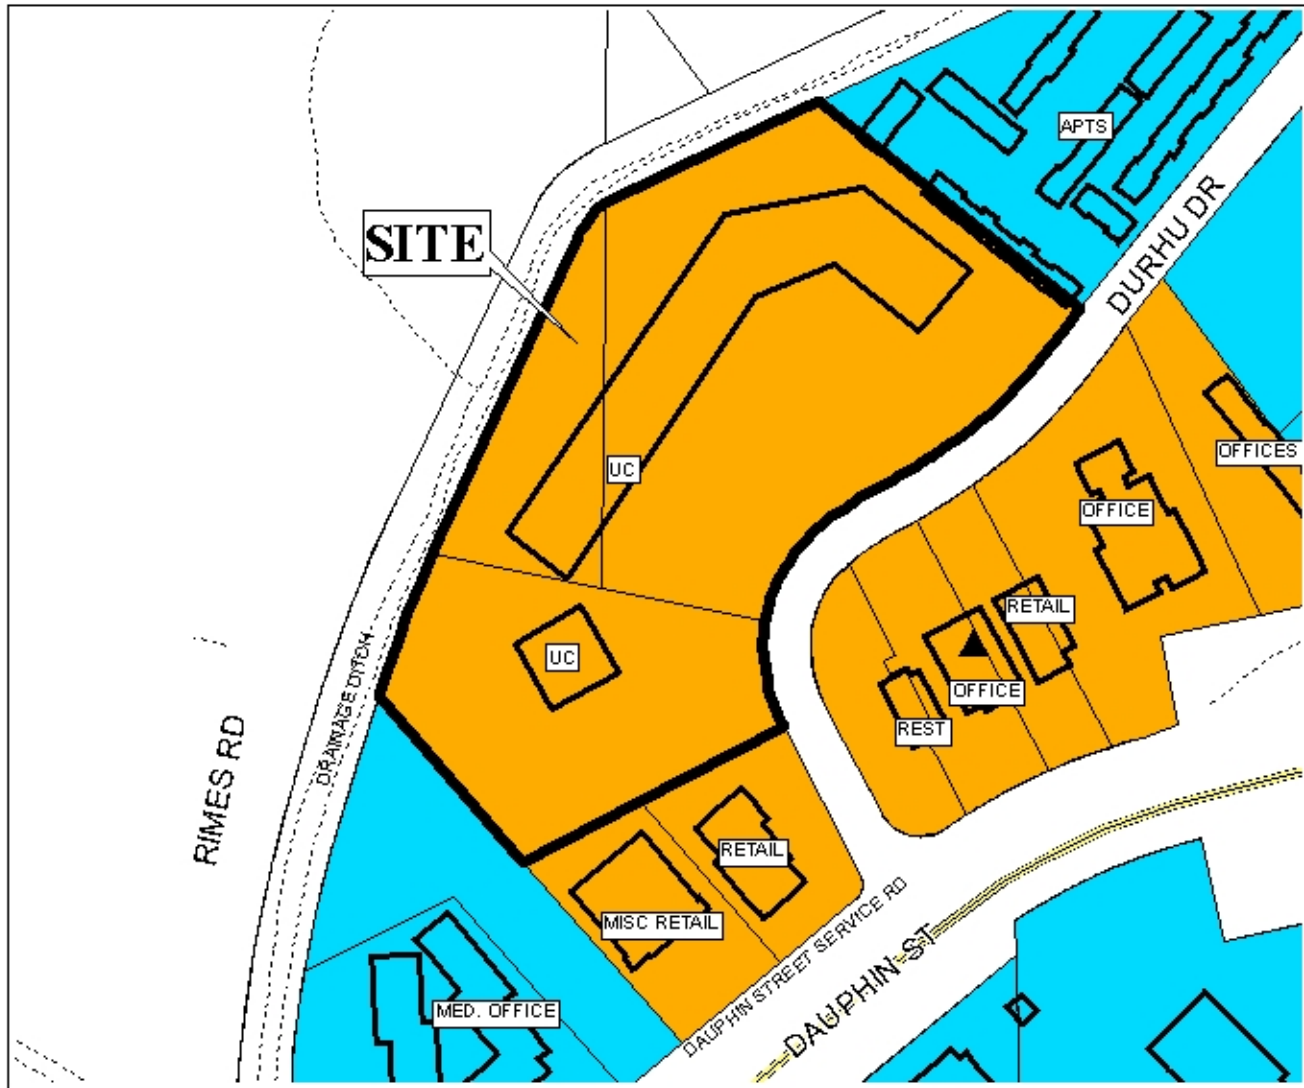 APTS
DURHU DR
SITE
OFFICES
UC
OFFICE
RETAIL
UC
OFFICE
REST
DRAINAGE DITCH
RIMES RD
RETAIL
MISC RETAIL
DAUPHIN STREET SERVICE RD
DAUPHIN ST
MED. OFFICE